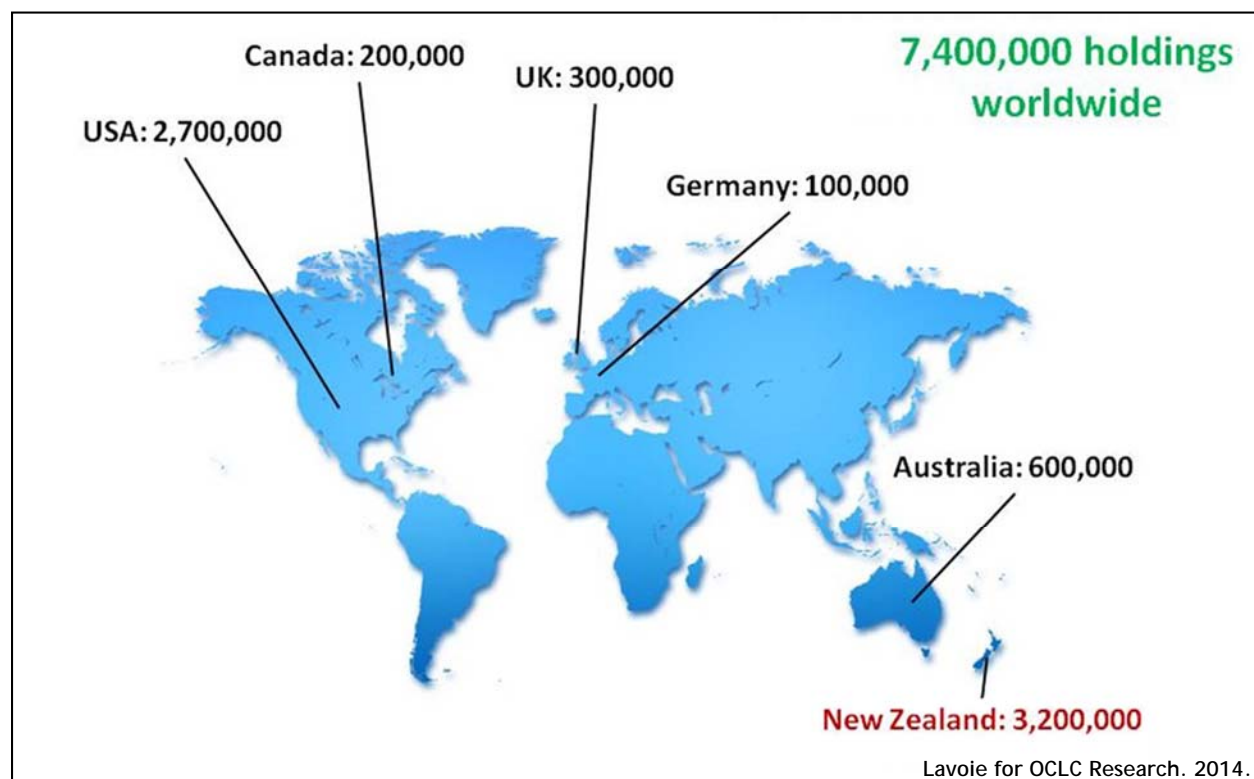 Canada: 200,000
UK: 300,000
7,400,000 holdings
worldwide
USA: 2,700,000
Germany: 100,000
Australia: 600,000
New Zealand: 3,200,000
Lavoie for OCLC Research. 2014.